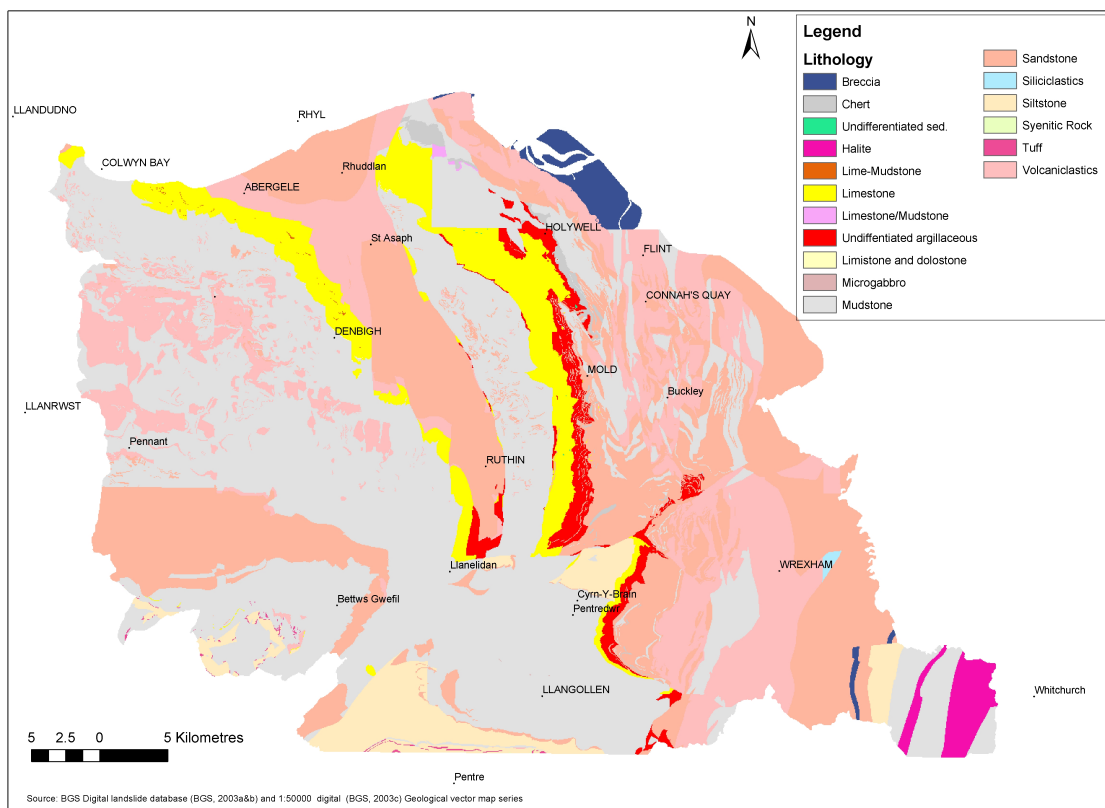 N
Legend
Lithology
Breccia
Chert
Undifferentiated sed.
Halite
Lime-Mudstone
Limestone
Limestone/Mudstone
Undiffentiated argillaceous
Limistone and dolostone
Microgabbro
Mudstone
Sandstone
Siliciclastics
Siltstone
Syenitic Rock
Tuff
Volcaniclastics
LLANDUDNO
RHYL
COLWYN BAY
Rhuddlan
ABERGELE
St Asaph
HOLYWELL
FLINT
CONNAH'S QUAY
DENBIGH
MOLD
Buckley
LLANRWST
Pennant
RUTHIN
Llanelidan
WREXHAM
Bettws Gwefil
Cyrn-Y-Brain
Pentredwr
LLANGOLLEN
Whitchurch
5 2.5 0 5 Kilometres
Pentre
Source: BGS Digital landslide database (BGS, 2003a&b) and 1:50000 digital (BGS, 2003c) Geological vector map series